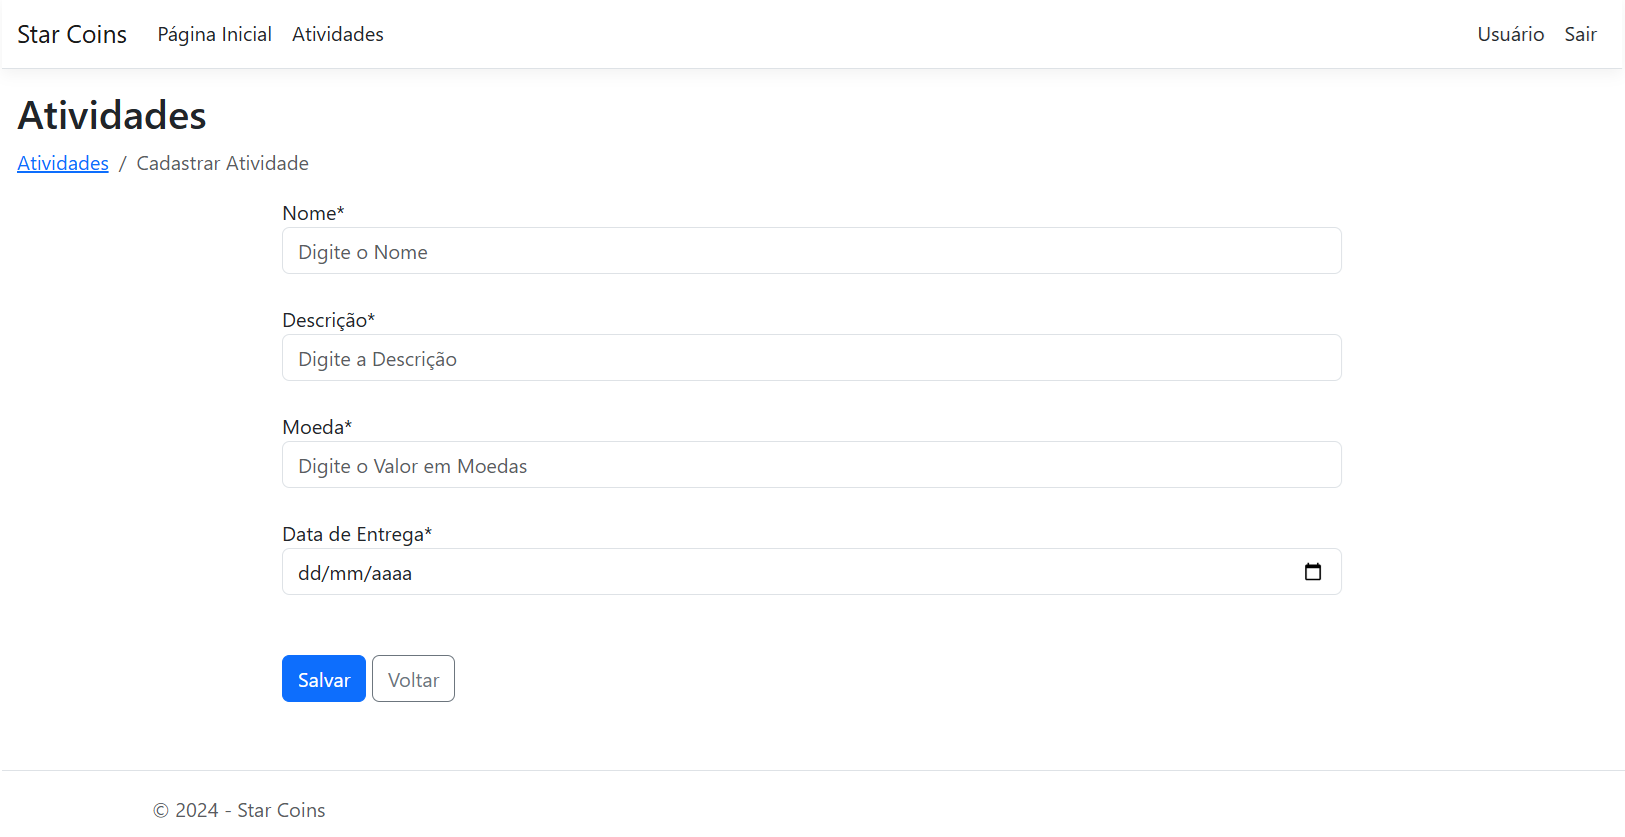 Star Coins Página Inicial Atividades Usuário Sair
Atividades
Atividades / Cadastrar Atividade
Nome*
Digite o Nome
Descrição*
Digite a Descrição
Moeda*
Digite o Valor em Moedas
Data de Entrega*
dd/mm/aaaa
Salvar Voltar
© 2024 - Star Coins